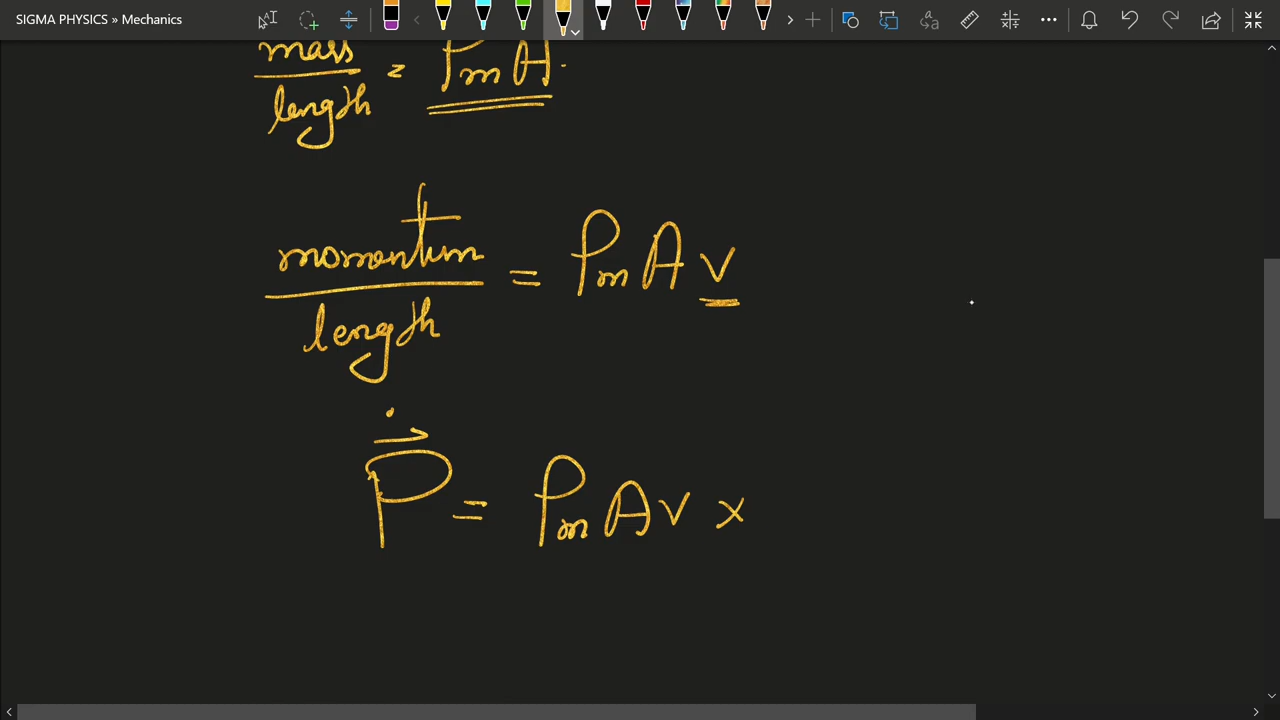 SIGMA PHYSICS » Mechanics
mass
length = ρm A.
momentum
length = ρm A v
P = ρm A v x